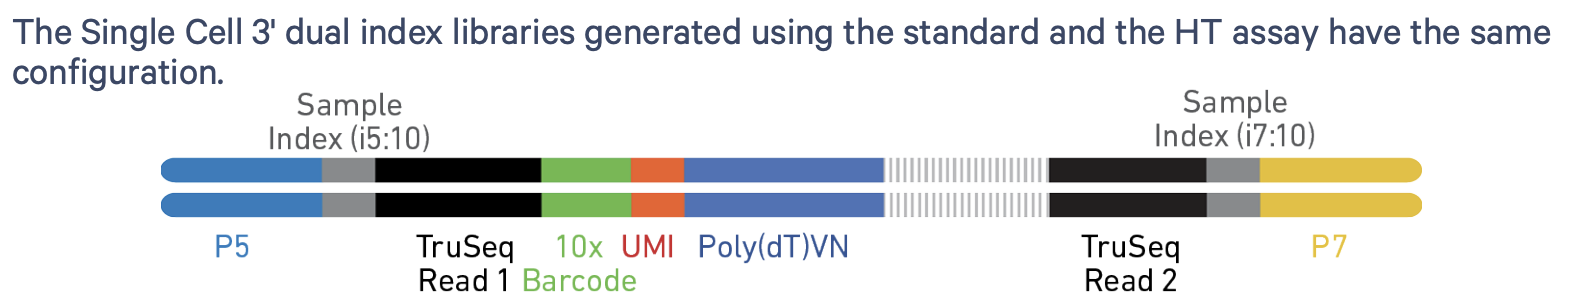 The Single Cell 3' dual index libraries generated using the standard and the HT assay have the same
configuration.
Sample
Index (i5:10)
Sample
Index (i7:10)
P5
TruSeq
Read 1
10x
Barcode
UMI
Poly(dT)VN
TruSeq
Read 2
P7